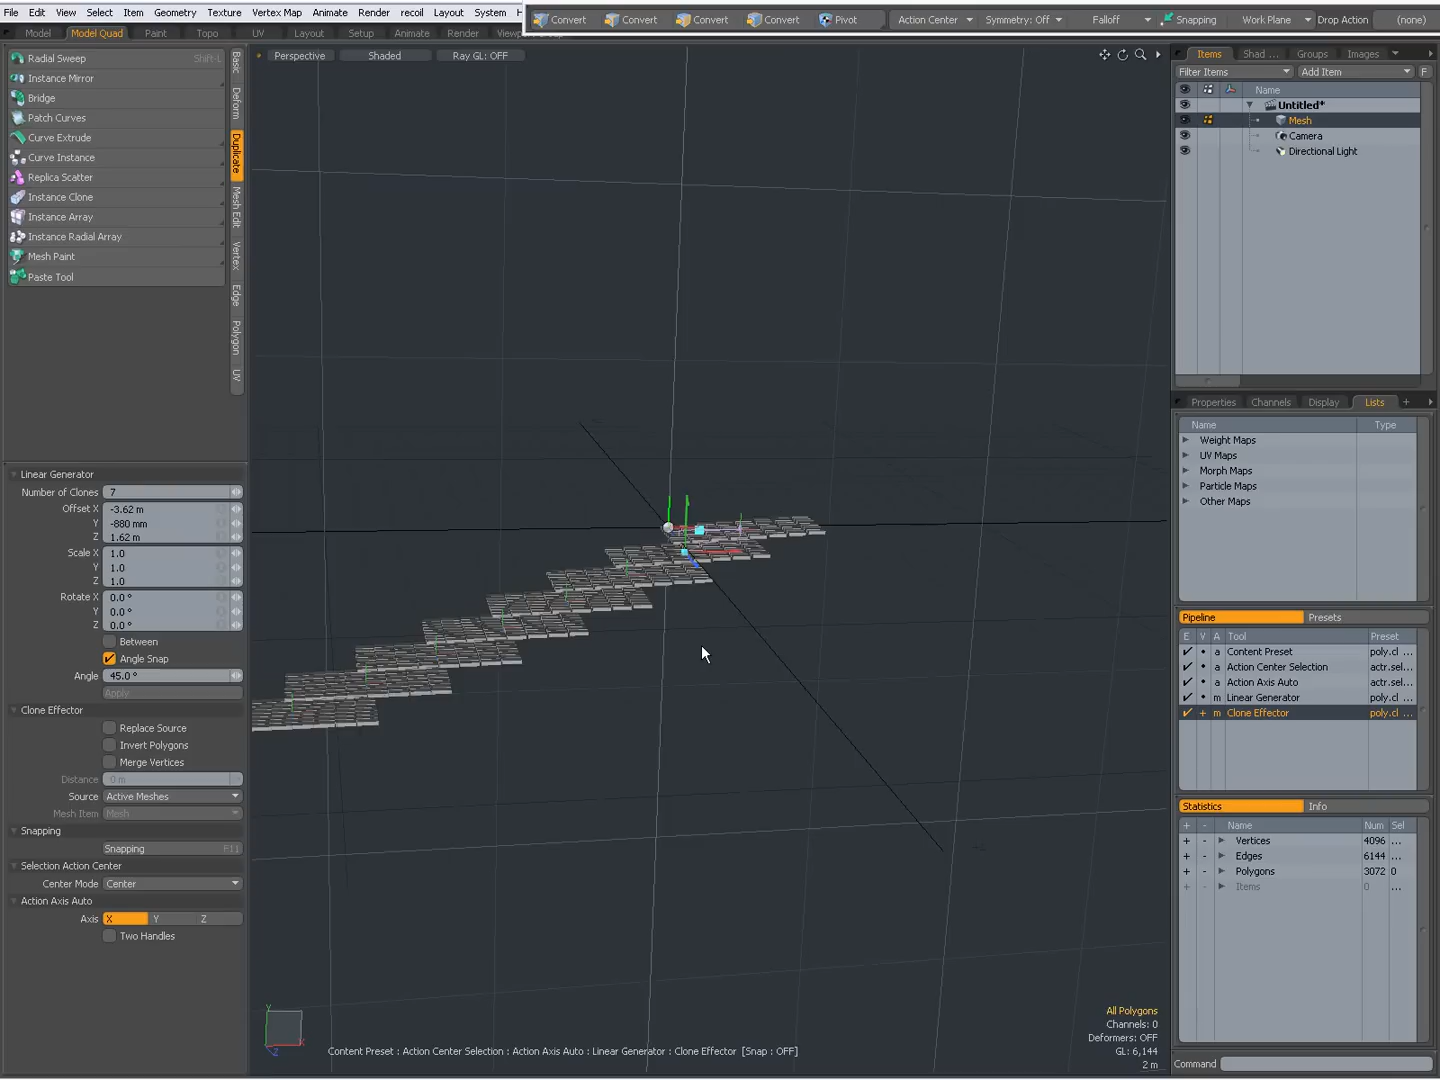 File Edit View Select Item Geometry Texture Vertex Map Animate Render recoil Layout System H
Convert Convert Convert Convert Pivot Action Center Symmetry: Off Falloff Snapping Work Plane Drop Action (none)
Model Model Quad Paint Topo UV Layout Setup Animate Render
Radial Sweep Shift-L
Instance Mirror
Bridge
Patch Curves
Curve Extrude
Curve Instance
Replica Scatter
Instance Clone
Instance Array
Instance Radial Array
Mesh Paint
Paste Tool
Basic
Deform
Duplicate
Mesh Edit
Vertex
Edge
Polygon
UV
Linear Generator
Number of Clones 7
Offset X -3.62 m
Y -880 mm
Z 1.62 m
Scale X 1.0
Y 1.0
Z 1.0
Rotate X 0.0 °
Y 0.0 °
Z 0.0 °
Between
Angle Snap
Angle 45.0 °
Apply
Clone Effector
Replace Source
Invert Polygons
Merge Vertices
Distance 0 m
Source Active Meshes
Mesh Item Mesh
Snapping
Snapping F11
Selection Action Center
Center Mode Center
Action Axis Auto
Axis X Y Z
Two Handles
Perspective Shaded Ray GL: OFF
Y
X
Z
Content Preset : Action Center Selection : Action Axis Auto : Linear Generator : Clone Effector [Snap : OFF]
All Polygons
Channels: 0
Deformers: OFF
GL: 6,144
2 m
Items Shad ... Groups Images
Filter Items Add Item F
Name
Untitled*
Mesh
Camera
Directional Light
Properties Channels Display Lists +
Name Type
Weight Maps
UV Maps
Morph Maps
Particle Maps
Other Maps
Pipeline Presets
E V A Tool Preset
a Content Preset poly.cl ...
a Action Center Selection actr.sel...
a Action Axis Auto actr.sel...
m Linear Generator poly.cl ...
+ m Clone Effector poly.cl ...
Statistics Info
+ - Name Num Sel
+ - Vertices 4096 ...
+ - Edges 6144 ...
+ - Polygons 3072 0
+ - Items 0 ...
Command